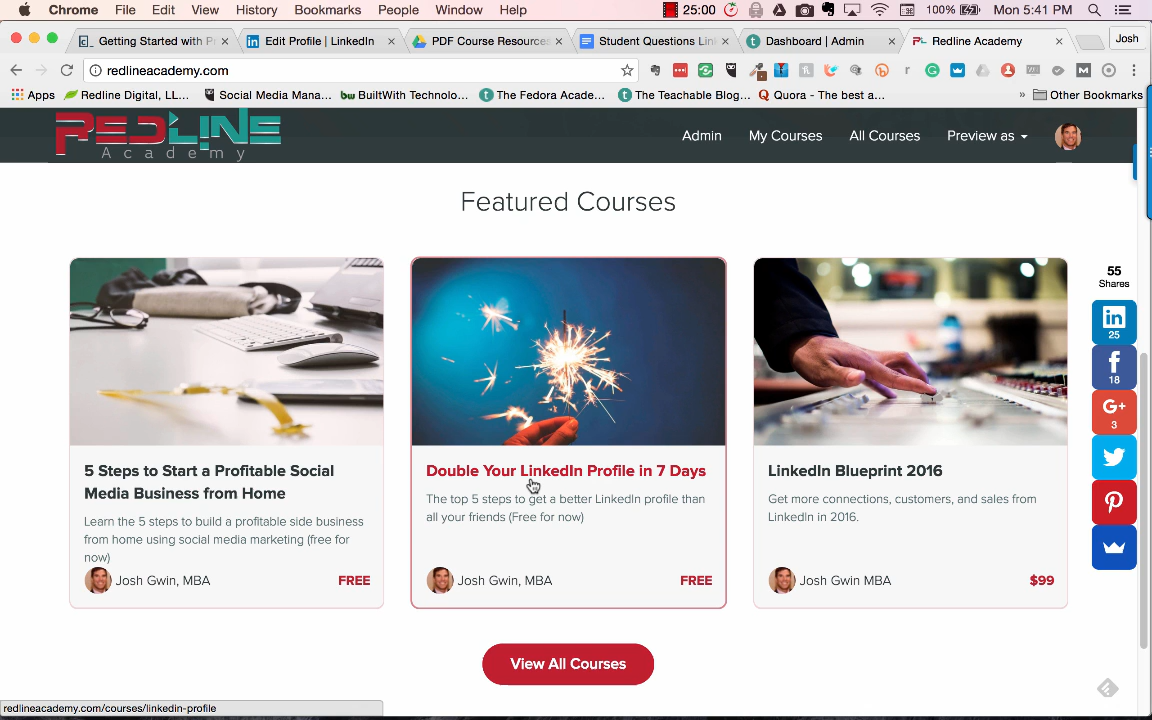 Chrome File Edit View History Bookmarks People Window Help 25:00 100% Mon 5:41 PM
Getting Started with Edit Profile | LinkedIn PDF Course Resources Student Questions Dashboard | Admin Redline Academy Josh
redlineacademy.com
Apps Redline Digital, LL... Social Media Mana... BuiltWith Technolo... The Fedora Acade... The Teachable Blog... Quora - The best a... » Other Bookmarks
REDLINE
Academy
Admin My Courses All Courses Preview as
Featured Courses
55
Shares
25
18
G+
3
5 Steps to Start a Profitable Social
Media Business from Home
Learn the 5 steps to build a profitable side business
from home using social media marketing (free for
now)
Josh Gwin, MBA FREE
Double Your LinkedIn Profile in 7 Days
The top 5 steps to get a better LinkedIn profile than
all your friends (Free for now)
Josh Gwin, MBA FREE
LinkedIn Blueprint 2016
Get more connections, customers, and sales from
LinkedIn in 2016.
Josh Gwin MBA $99
View All Courses
redlineacademy.com/courses/linkedin-profile